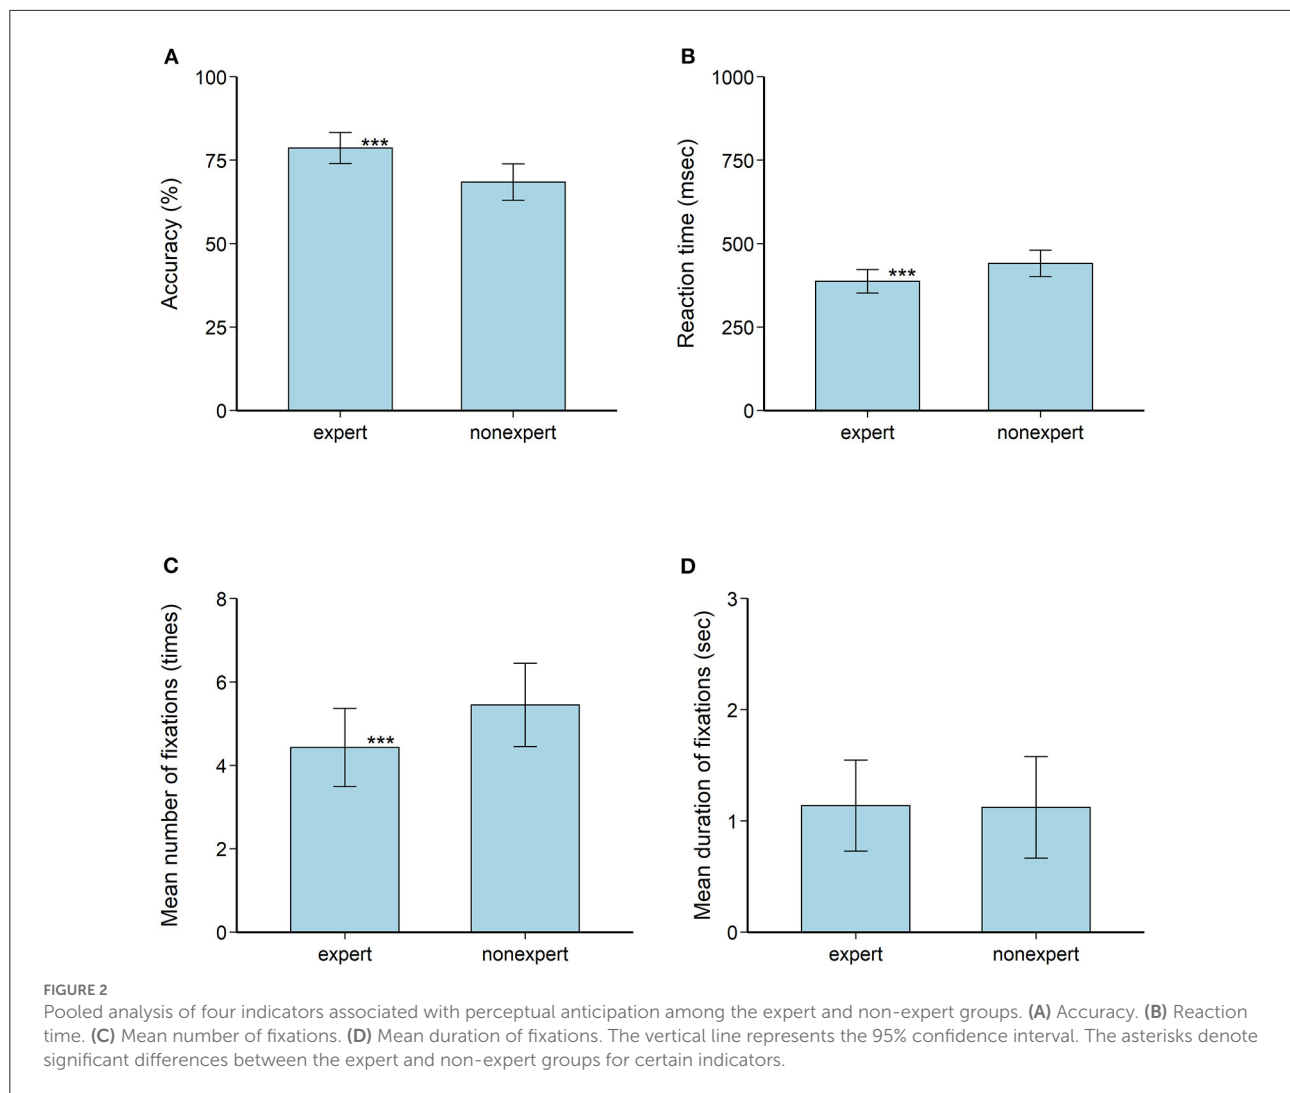 A
100
75
50
25
0
Accuracy (%)
***
expert
nonexpert
B
1000
750
500
250
0
Reaction time (msec)
***
expert
nonexpert
C
8
6
4
2
0
Mean number of fixations (times)
***
expert
nonexpert
D
3
2
1
0
Mean duration of fixations (sec)
expert
nonexpert
FIGURE 2
Pooled analysis of four indicators associated with perceptual anticipation among the expert and non-expert groups. (A) Accuracy. (B) Reaction
time. (C) Mean number of fixations. (D) Mean duration of fixations. The vertical line represents the 95% confidence interval. The asterisks denote
significant differences between the expert and non-expert groups for certain indicators.